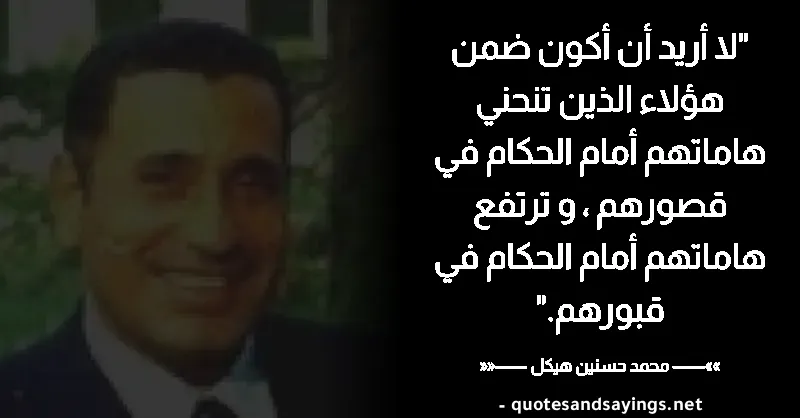 "لا أريد أن أكون ضمن
هؤلاء الذين تنحني
هاماتهم أمام الحكام في
قصورهم ، و ترتفع
هاماتهم أمام الحكام في
قبورهم."
»»—— محمد حسنين هيكل ——««
- quotesandsayings.net